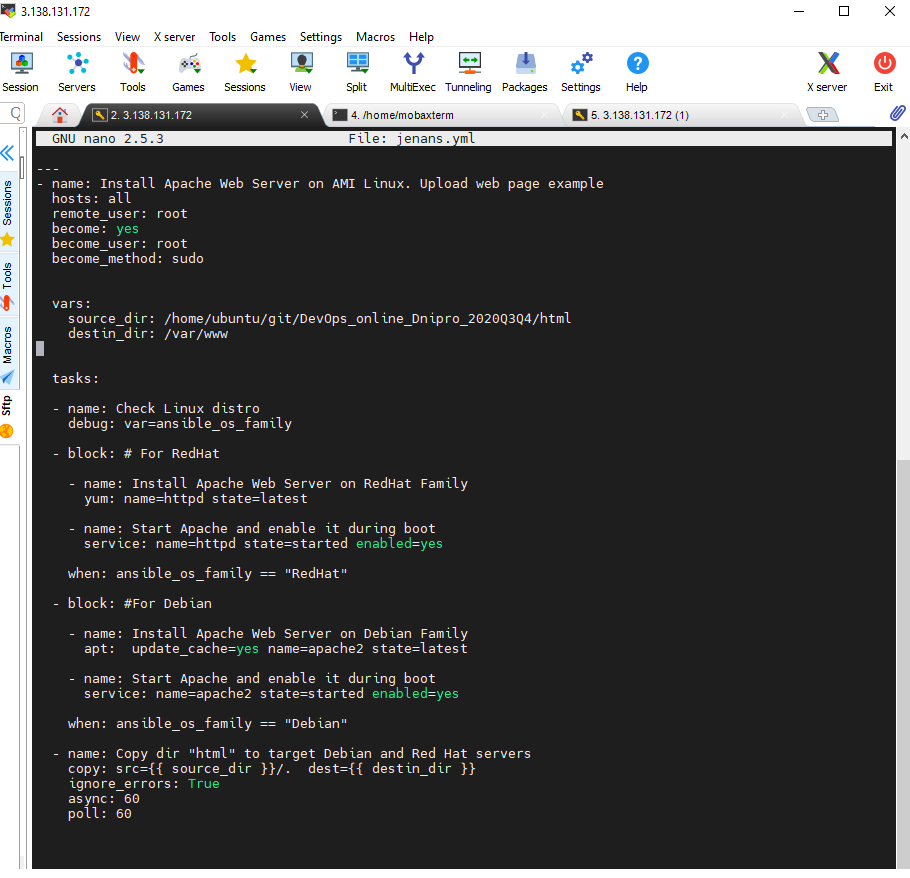 3.138.131.172
Terminal Sessions View X server Tools Games Settings Macros Help
Session Servers Tools Games Sessions View Split MultiExec Tunneling Packages Settings Help X server Exit
2. 3.138.131.172
4. /home/mobaxterm
5. 3.138.131.172 (1)
Sessions
Tools
Macros
Sftp
GNU nano 2.5.3 File: jenans.yml
---
- name: Install Apache Web Server on AMI Linux. Upload web page example
  hosts: all
  remote_user: root
  become: yes
  become_user: root
  become_method: sudo
  vars:
    source_dir: /home/ubuntu/git/DevOps_online_Dnipro_2020Q3Q4/html
    destin_dir: /var/www
  tasks:
  - name: Check Linux distro
    debug: var=ansible_os_family
  - block: # For RedHat
    - name: Install Apache Web Server on RedHat Family
      yum: name=httpd state=latest
    - name: Start Apache and enable it during boot
      service: name=httpd state=started enabled=yes
    when: ansible_os_family == "RedHat"
  - block: #For Debian
    - name: Install Apache Web Server on Debian Family
      apt:  update_cache=yes name=apache2 state=latest
    - name: Start Apache and enable it during boot
      service: name=apache2 state=started enabled=yes
    when: ansible_os_family == "Debian"
  - name: Copy dir "html" to target Debian and Red Hat servers
    copy: src={{ source_dir }}/.  dest={{ destin_dir }}
    ignore_errors: True
    async: 60
    poll: 60